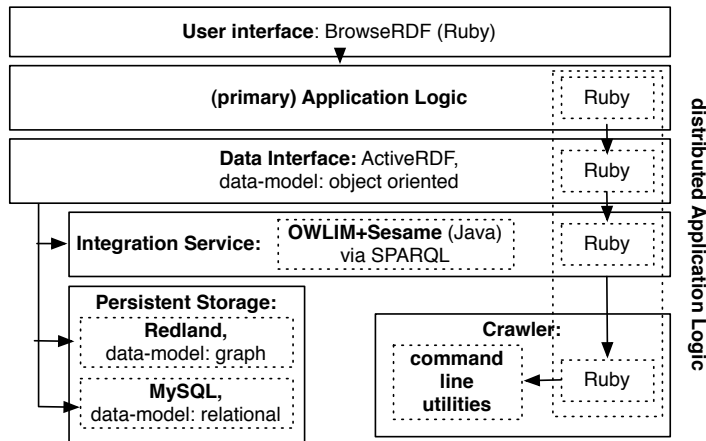 User interface: BrowseRDF (Ruby)
(primary) Application Logic
Ruby
Data Interface: ActiveRDF,
data-model: object oriented
Ruby
Integration Service:
OWLIM+Sesame (Java)
via SPARQL
Ruby
Persistent Storage:
Redland,
data-model: graph
MySQL,
data-model: relational
Crawler:
command
line
utilities
Ruby
distributed Application Logic